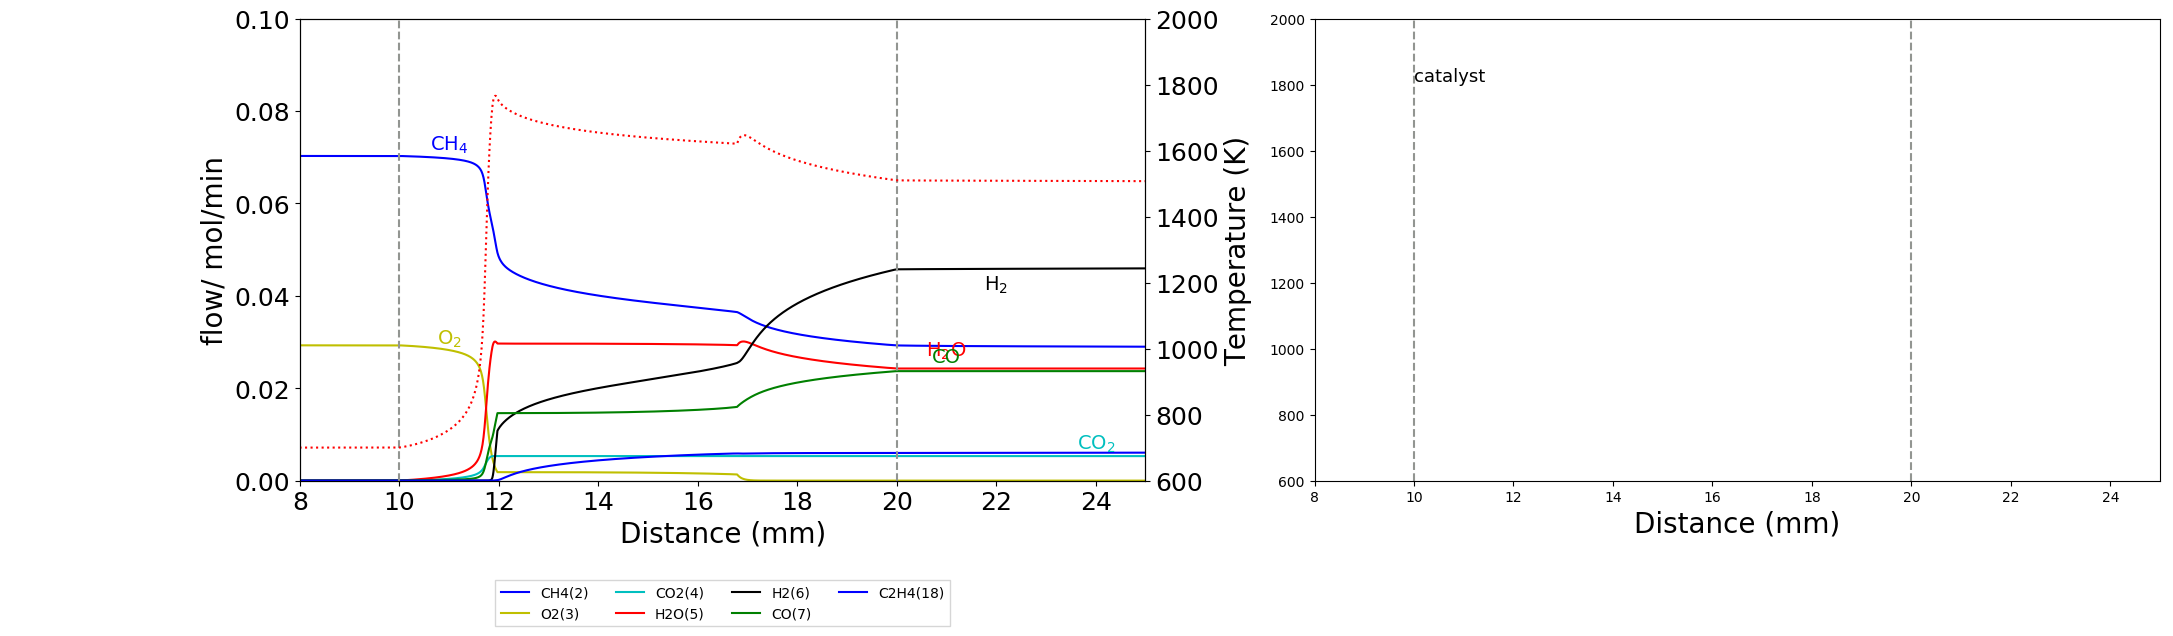 0.10
0.08
0.06
0.04
0.02
0.00
flow/ mol/min
8 10 12 14 16 18 20 22 24
Distance (mm)
CH₄
O₂
H₂
H₂O
CO
CO₂
2000
1800
1600
1400
1200
1000
800
600
Temperature (K)
CH4(2) CO2(4) H2(6) C2H4(18)
O2(3) H2O(5) CO(7)
2000
1800
1600
1400
1200
1000
800
600
catalyst
8 10 12 14 16 18 20 22 24
Distance (mm)